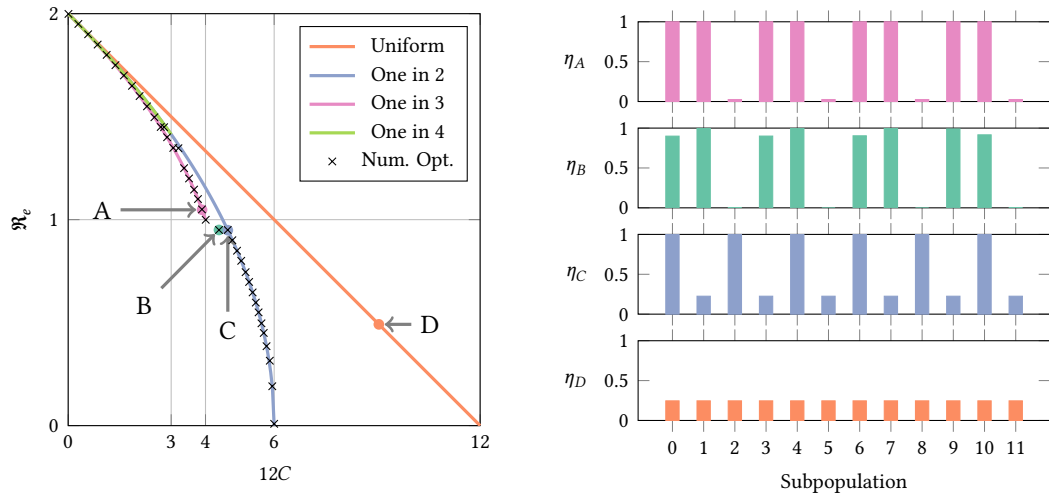 2
1
0
ℜₑ
0
3
4
6
12
12C
Uniform
One in 2
One in 3
One in 4
Num. Opt.
A
B
C
D
η_A
1
0.5
0
η_B
1
0.5
0
η_C
1
0.5
0
η_D
1
0.5
0
0 1 2 3 4 5 6 7 8 9 10 11
Subpopulation